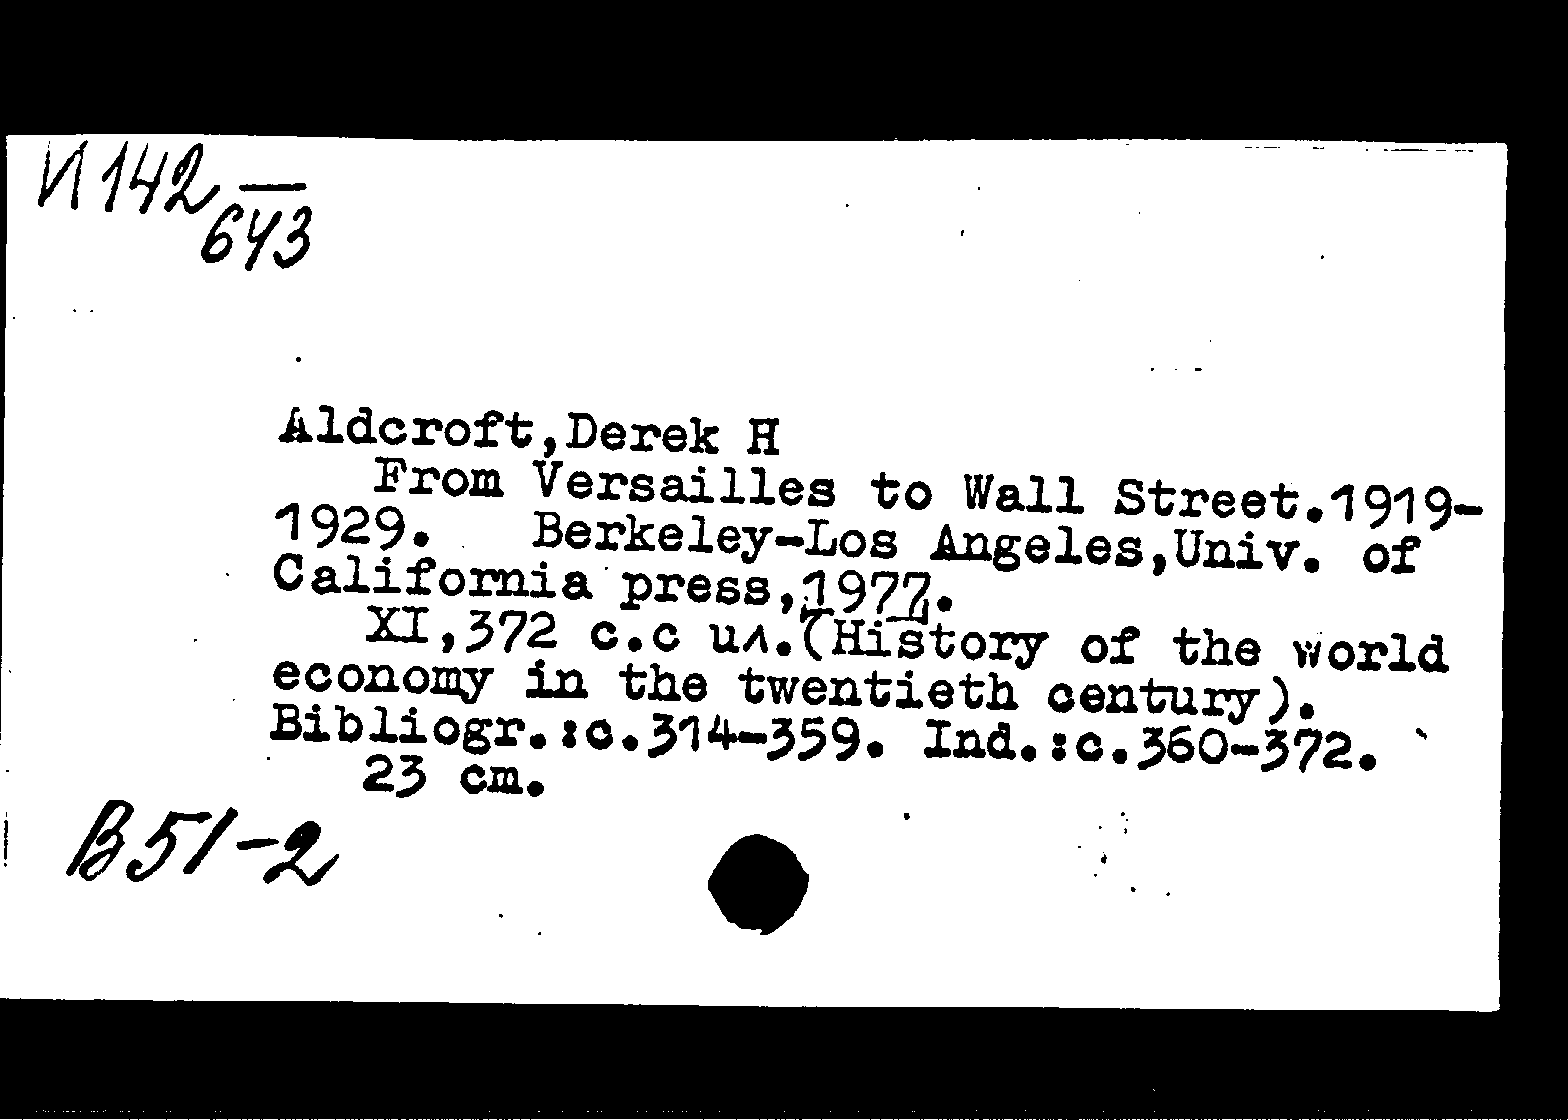 И 142 —
643
Aldcroft,Derek H
From Versailles to Wall Street.1919-
1929. Berkeley-Los Angeles,Univ. of
California press,1977.
XI,372 c.c ил.(History of the world
economy in the twentieth century).
Bibliogr.:c.314-359. Ind.:c.360-372.
23 cm.
B51-2